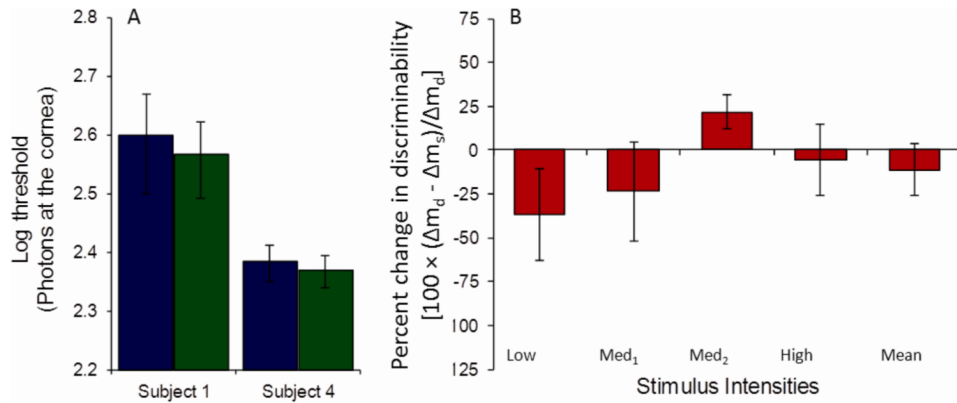 A
2.8
2.7
2.6
2.5
2.4
2.3
2.2
Log threshold
(Photons at the cornea)
Subject 1
Subject 4
B
100
75
50
25
0
-25
-50
-75
100
125
Percent change in discriminability
[100 × (Δm_d - Δm_s)/Δm_d]
Low
Med₁
Med₂
High
Mean
Stimulus Intensities